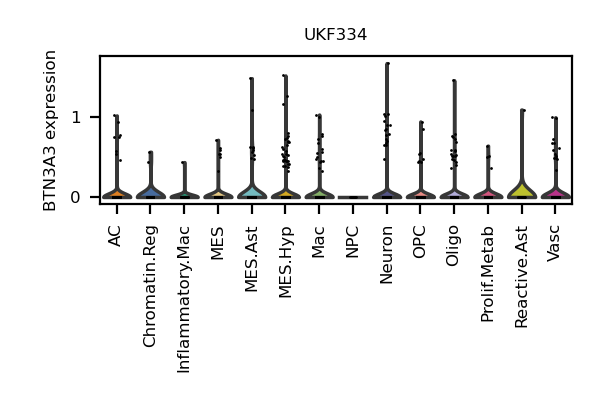 UKF334
BTN3A3 expression
1
0
AC
Chromatin.Reg
Inflammatory.Mac
MES
MES.Ast
MES.Hyp
Mac
NPC
Neuron
OPC
Oligo
Prolif.Metab
Reactive.Ast
Vasc